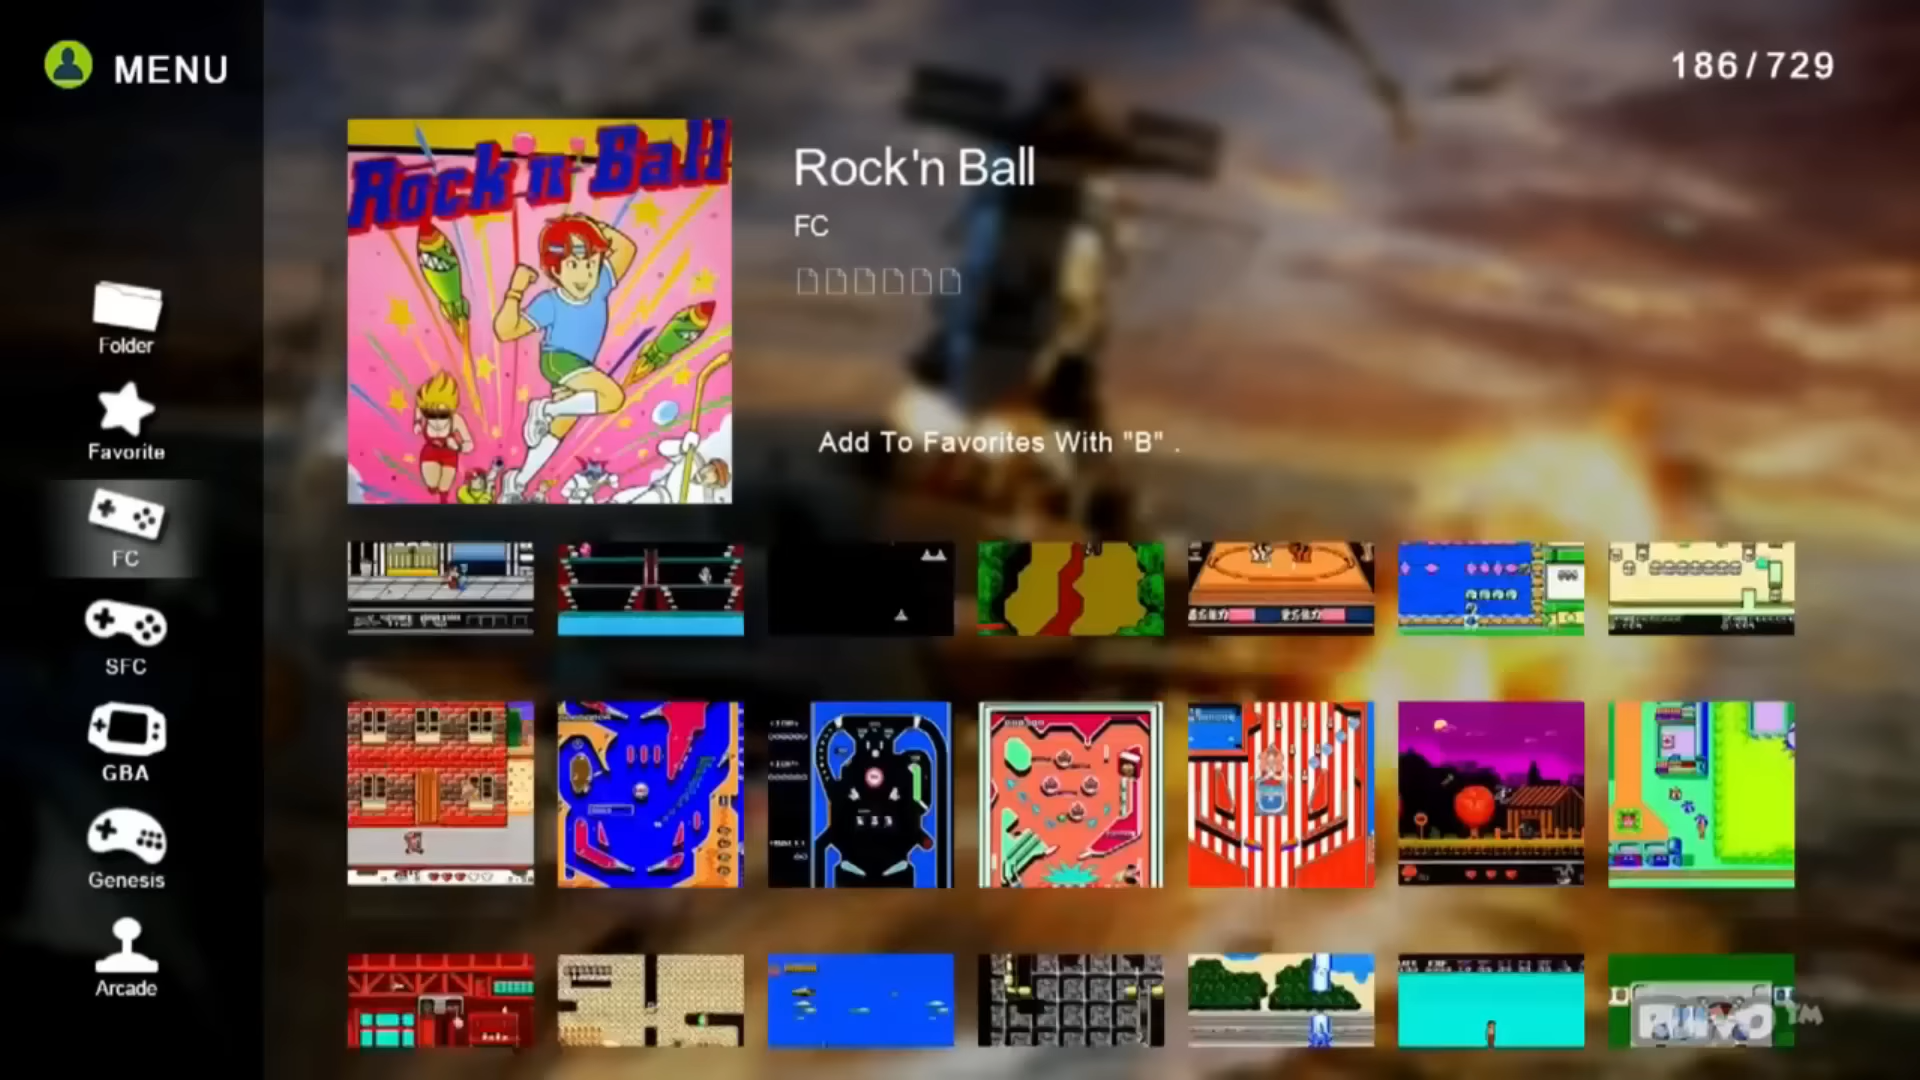 MENU
186/729
Rock'n Ball
Rock'n Ball
FC
Add To Favorites With "B" .
Folder
Favorite
FC
SFC
GBA
Genesis
Arcade